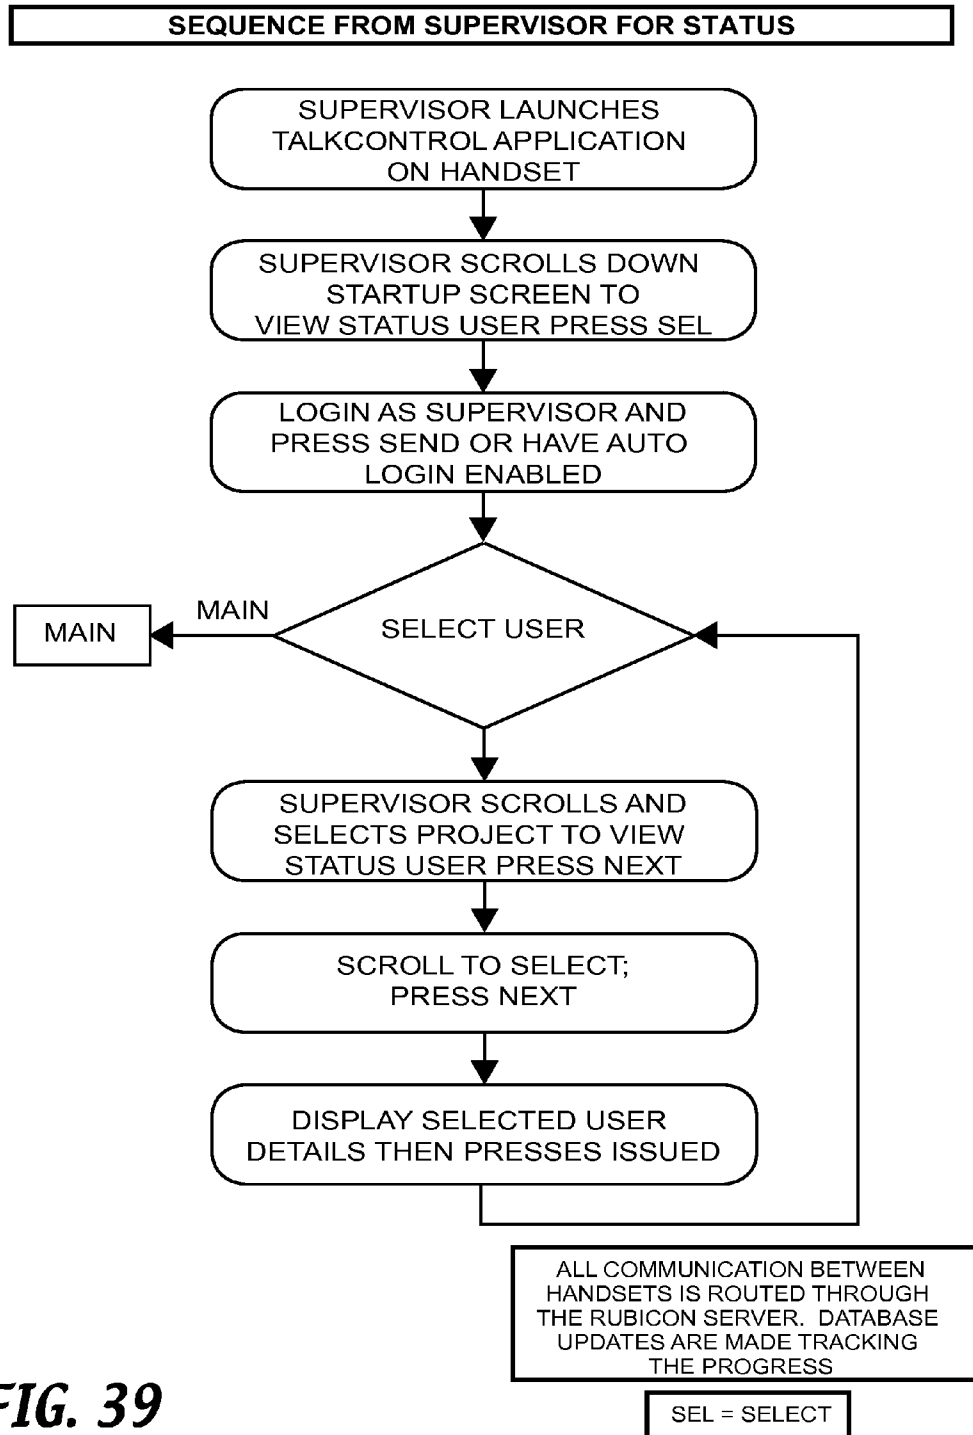 SEQUENCE FROM SUPERVISOR FOR STATUS
SUPERVISOR LAUNCHES
TALKCONTROL APPLICATION
ON HANDSET
SUPERVISOR SCROLLS DOWN
STARTUP SCREEN TO
VIEW STATUS USER PRESS SEL
LOGIN AS SUPERVISOR AND
PRESS SEND OR HAVE AUTO
LOGIN ENABLED
MAIN
MAIN
SELECT USER
SUPERVISOR SCROLLS AND
SELECTS PROJECT TO VIEW
STATUS USER PRESS NEXT
SCROLL TO SELECT;
PRESS NEXT
DISPLAY SELECTED USER
DETAILS THEN PRESSES ISSUED
ALL COMMUNICATION BETWEEN
HANDSETS IS ROUTED THROUGH
THE RUBICON SERVER. DATABASE
UPDATES ARE MADE TRACKING
THE PROGRESS
FIG. 39
SEL = SELECT